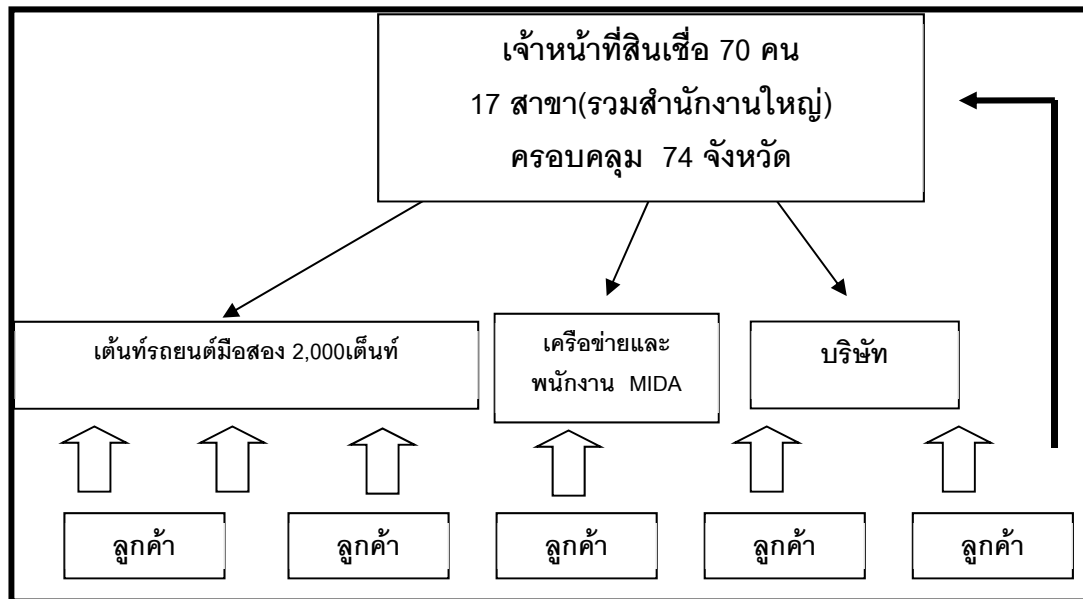 เจ้าหน้าที่สินเชื่อ 70 คน
17 สาขา(รวมสำนักงานใหญ่)
ครอบคลุม 74 จังหวัด
เต้นท์รถยนต์มือสอง 2,000เต็นท์
เครือข่ายและ
พนักงาน MIDA
บริษัท
ลูกค้า
ลูกค้า
ลูกค้า
ลูกค้า
ลูกค้า